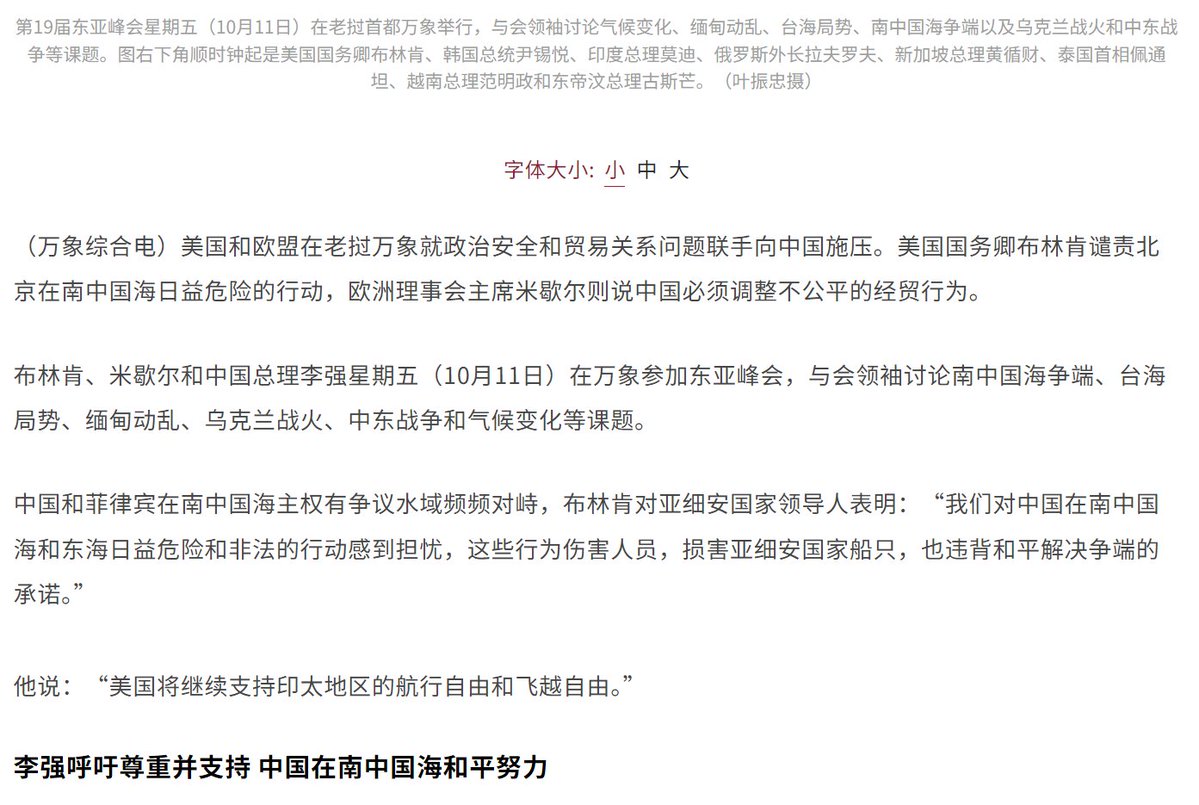 第19届东亚峰会星期五（10月11日）在老挝首都万象举行，与会领袖讨论气候变化、缅甸动乱、台海局势、南中国海争端以及乌克兰战火和中东战
争等课题。图右下角顺时钟起是美国国务卿布林肯、韩国总统尹锡悦、印度总理莫迪、俄罗斯外长拉夫罗夫、新加坡总理黄循财、泰国首相佩通
坦、越南总理范明政和东帝汶总理古斯芒。（叶振忠摄）
字体大小: 小 中 大
（万象综合电）美国和欧盟在老挝万象就政治安全和贸易关系问题联手向中国施压。美国国务卿布林肯谴责北
京在南中国海日益危险的行动，欧洲理事会主席米歇尔则说中国必须调整不公平的经贸行为。
布林肯、米歇尔和中国总理李强星期五（10月11日）在万象参加东亚峰会，与会领袖讨论南中国海争端、台海
局势、缅甸动乱、乌克兰战火、中东战争和气候变化等课题。
中国和菲律宾在南中国海主权有争议水域频频对峙，布林肯对亚细安国家领导人表明：“我们对中国在南中国
海和东海日益危险和非法的行动感到担忧，这些行为伤害人员，损害亚细安国家船只，也违背和平解决争端的
承诺。”
他说：“美国将继续支持印太地区的航行自由和飞越自由。”
李强呼吁尊重并支持 中国在南中国海和平努力